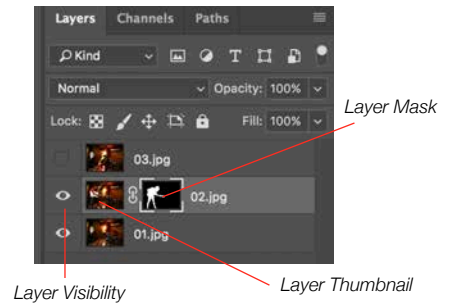 Layers Channels Paths
Kind
Normal Opacity: 100%
Lock: Fill: 100%
Layer Mask
03.jpg
02.jpg
01.jpg
Layer Thumbnail
Layer Visibility